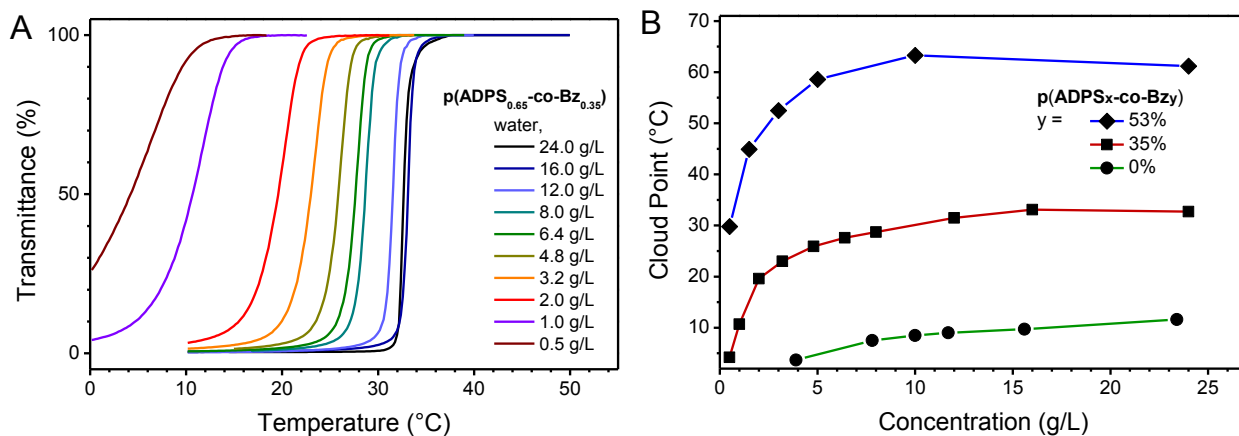 A
Transmittance (%)
100
50
0
p(ADPS0.65-co-Bz0.35)
water,
24.0 g/L
16.0 g/L
12.0 g/L
8.0 g/L
6.4 g/L
4.8 g/L
3.2 g/L
2.0 g/L
1.0 g/L
0.5 g/L
0 10 20 30 40 50
Temperature (°C)
B
Cloud Point (°C)
70
60
50
40
30
20
10
p(ADPSx-co-Bzy)
y =
53%
35%
0%
0 5 10 15 20 25
Concentration (g/L)